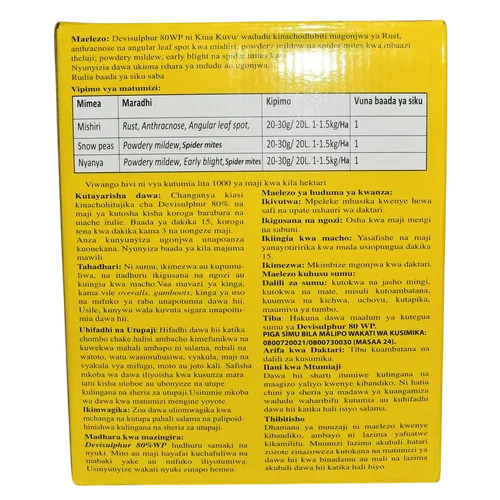 Maelezo: Devisulphur 80WP ni Kiua Kuvu/ wadudu kinachodhibiti magonjwa ya Rust,
anthracnose na angular leaf spot kwa mishiri; powdery mildew na spider mites kwa mbaazi
theluji; powdery mildew, early blight na spider mites kwa
Nyunyizia dawa ukiona ishara ya mdudu au ugonjwa.
Rudia baada ya siku saba
Vipimo vya matumizi:
Mimea Maradhi Kipimo Vuna baada ya siku
Mishiri Rust, Anthracnose, Angular leaf spot, 20-30g/ 20L. 1-1.5kg/Ha 1
Snow peas Powdery mildew, Spider mites 20-30g/ 20L. 1-1.5kg/Ha 1
Nyanya Powdery mildew, Early blight, Spider mites 20-30g/ 20L. 1-1.5kg/Ha 1
Viwango hivi ni vya kutumia lita 1000 ya maji kwa kila hektari
Kutayarisha dawa: Changanya kiasi
kinachohitajika cha Devisulphur 80% na
maji ya kutosha kisha koroga barabara na
uiache itulie. Baada ya dakika 15, koroga
tena kwa dakika kama 3 na uongeze maji.
Anza kunyunyiza ugonjwa unapoanza
kuonekana. Nyunyiza baada ya kila majuma
mawili
Tahadhari: Ni sumu, ikimezwa au kupumu-
liwa, na itadhuru ikigusana na ngozi au
kuingia kwa macho. Vaa mavazi ya kinga,
kama vile overalls, gumboots, kinga ya uso
na mifuko ya raba unapotumia dawa hii.
Usile, kunywa wala kuvuta sigara unapotu-
mia dawa hii.
Uhifadhi na Utupaji: Hifadhi dawa hii katika
chombo chake halisi ambacho kimefunikwa na
kuwekwa mahali ambapo ni salama, mbali na
watoto, watu wasioruhusiwa, vyakula, maji na
vyakula vya mifugo, moto au joto kali. Safisha
mkoba wa dawa iliyoisha kwa kusunza mara
tatu kisha utoboe au ubonyeze na utupe
kulingana na sheria za utupaji. Usitumie mkoba
wa dawa kwa matumizi mengine yoyote.
Ikimwagika: Zoa dawa uliomwagika kwa
mchanga na kutupa pahali salama na palipoid-
hinishwa kulingana na sheria za utupaji.
Madhara kwa mazingira:
Devisulphur 80%WP hudhuru samaki na
nyuki. Mito au maji hayafai kuchafuliwa na
mabaki yake au mifuko iliyotumika.
Usinyunyize wakati nyuki zinapo hemea.
Maelezo ya huduma ya kwanza:
Ikivutwa: Mpeleke mhusika kwenye hewa
safi na upate ushauri wa daktari.
Ikigusana na ngozi: Osha kwa maji mengi
na sabuni.
Ikiingia kwa macho: Yasafishe na maji
yanayotiririka kwa muda usiopungua dakika
15.
Ikimezwa: Mkimbize mgonjwa kwa daktari.
Maelezo kuhusu sumu:
Dalili za sumu: kutokwa na jasho mingi,
kutokwa na mate, misuli kutoambatana,
kuumwa na kichwa, uchovu, kutapika,
maumivu ya tumbo.
Tiba: Hakuna dawa maalum ya kutegua
sumu ya Devisulphur 80 WP.
PIGA SIMU BILA MALIPO WAKATI WA KUSIMIKA:
0800720021/0800730030 (MASAA 24).
Arifa kwa Daktari: Tibu kuambatana na
dalili za kusumika.
Ilani kwa Mtumiaji
Dawa hii sharti itumiwe kulingana na
maagizo yaliyo kwenye kibandiko. Ni hatia
chini ya sheria ya madawa ya kuangamiza
wadudu waharibifu kutumia au kuhifadhi
dawa hii katika hali isiyo salama.
Thibitisho
Dhamana ya muuzaji ni maelezo kwenye
kibandiko, ambayo ni lazima yafuatwe
kikamilifu. Mnunuzi lazima akabali hatari
zozote zinazoweza kutokana na matumizi ya
dawa hii kwa binadamu au mali na lazima
akubali dawa hii katika hali hiyo.